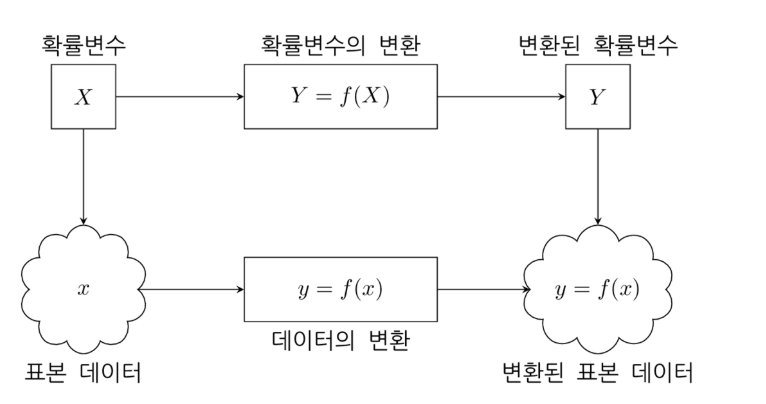 확률변수
확률변수의 변환
변환된 확률변수
X
Y = f(X)
Y
x
y = f(x)
y = f(x)
데이터의 변환
표본 데이터
변환된 표본 데이터